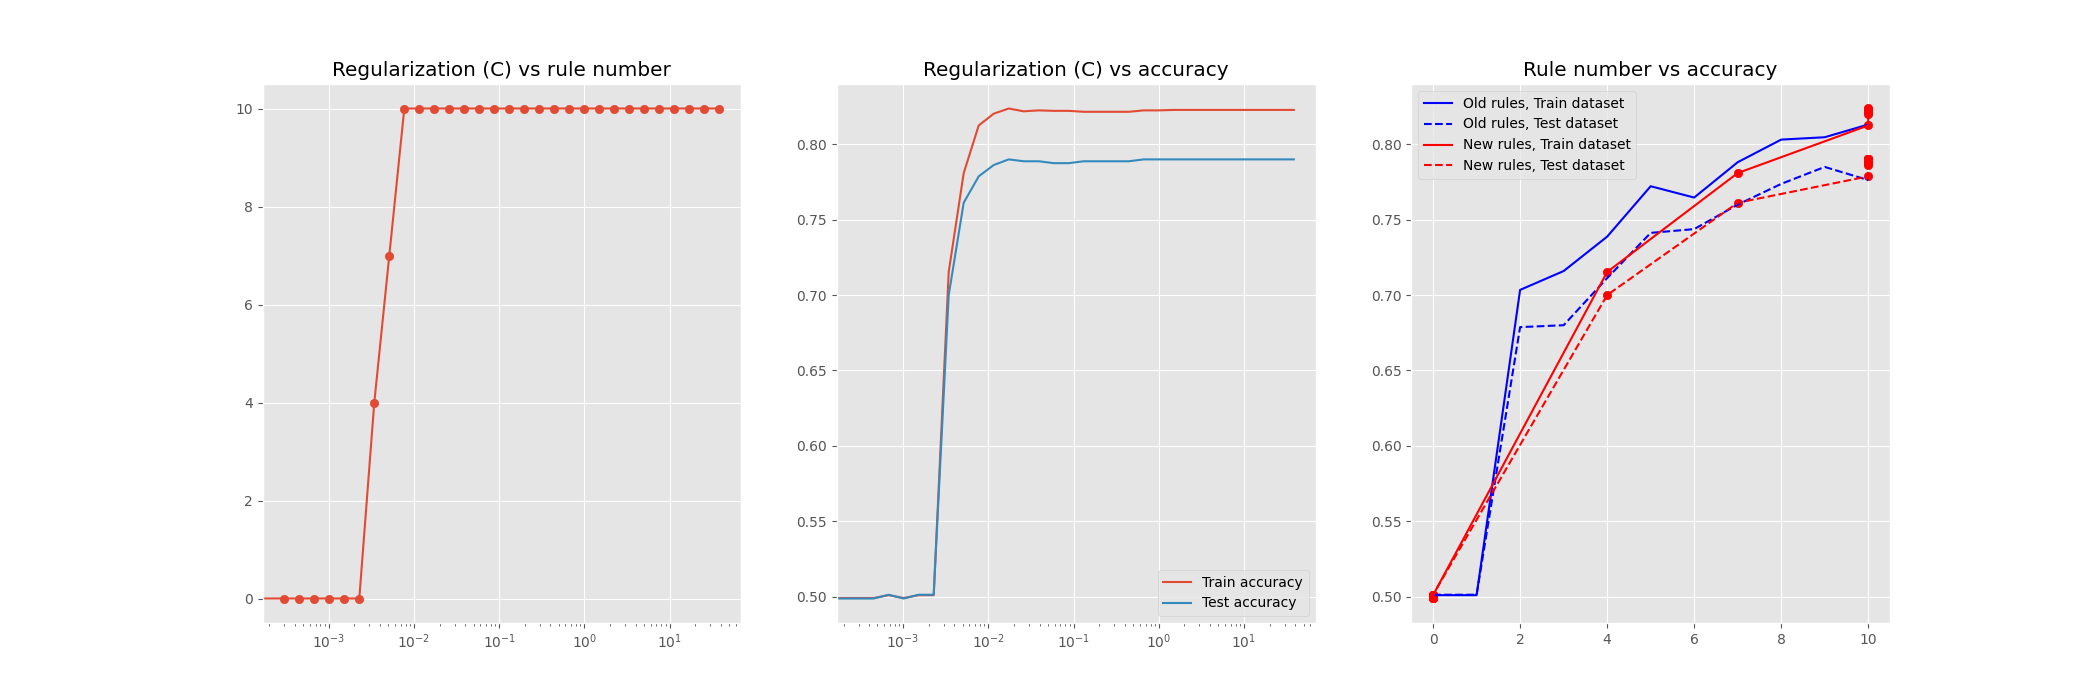 Regularization (C) vs rule number
10
8
6
4
2
0
10⁻³ 10⁻² 10⁻¹ 10⁰ 10¹
Regularization (C) vs accuracy
0.80
0.75
0.70
0.65
0.60
0.55
0.50
Train accuracy
Test accuracy
10⁻³ 10⁻² 10⁻¹ 10⁰ 10¹
Rule number vs accuracy
Old rules, Train dataset
Old rules, Test dataset
New rules, Train dataset
New rules, Test dataset
0.80
0.75
0.70
0.65
0.60
0.55
0.50
0 2 4 6 8 10